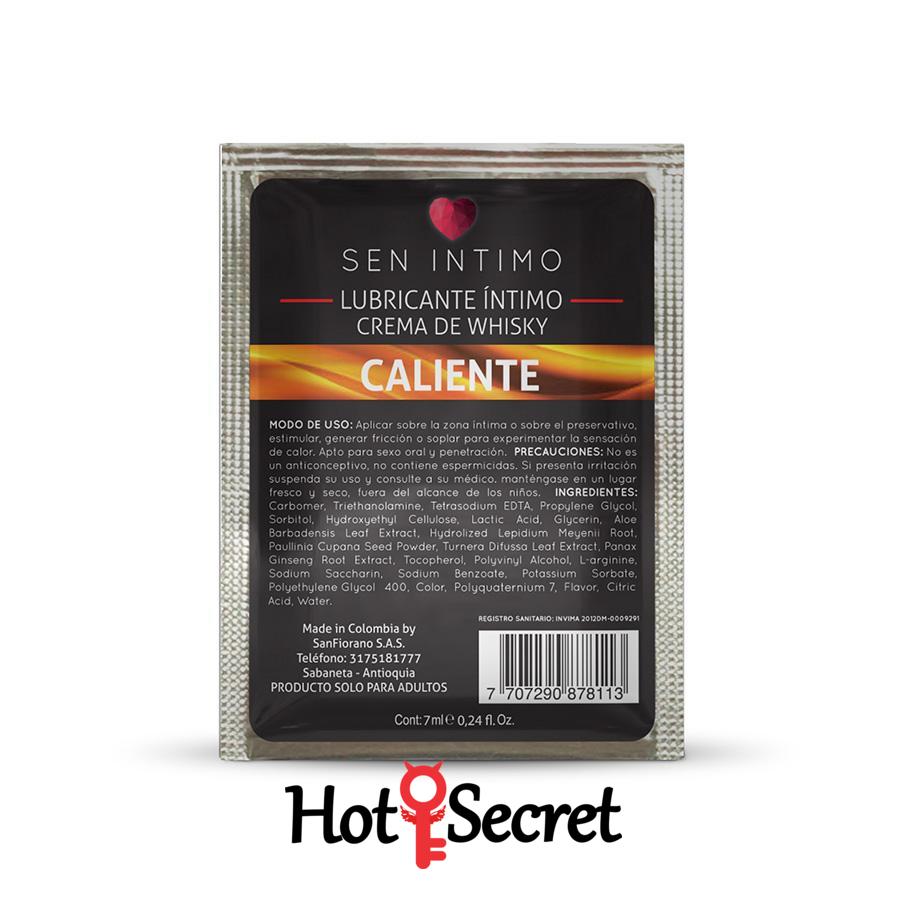 SEN INTIMO
LUBRICANTE ÍNTIMO
CREMA DE WHISKY
CALIENTE
MODO DE USO: Aplicar sobre la zona íntima o sobre el preservativo,
estimular, generar fricción o soplar para experimentar la sensación
de calor. Apto para sexo oral y penetración. PRECAUCIONES: No es
un anticonceptivo, no contiene espermicidas. Si presenta irritación
suspenda su uso y consulte a su médico. manténgase en un lugar
fresco y seco, fuera del alcance de los niños. INGREDIENTES:
Carbomer, Triethanolamine, Tetrasodium EDTA, Propylene Glycol,
Sorbitol, Hydroxyethyl Cellulose, Lactic Acid, Glycerin, Aloe
Barbadensis Leaf Extract, Hydrolized Lepidium Meyenii Root,
Paullinia Cupana Seed Powder, Turnera Difussa Leaf Extract, Panax
Ginseng Root Extract, Tocopherol, Polyvinyl Alcohol, L-arginine,
Sodium Saccharin, Sodium Benzoate, Potassium Sorbate,
Polyethylene Glycol 400, Color, Polyquaternium 7, Flavor, Citric
Acid, Water.
REGISTRO SANITARIO: INVIMA 2012DM-0009291
Made in Colombia by
SanFiorano S.A.S.
Teléfono: 3175181777
Sabaneta - Antioquia
PRODUCTO SOLO PARA ADULTOS
7 707290 878113
Cont: 7 ml ℮ 0,24 fl. Oz.
Hot Secret